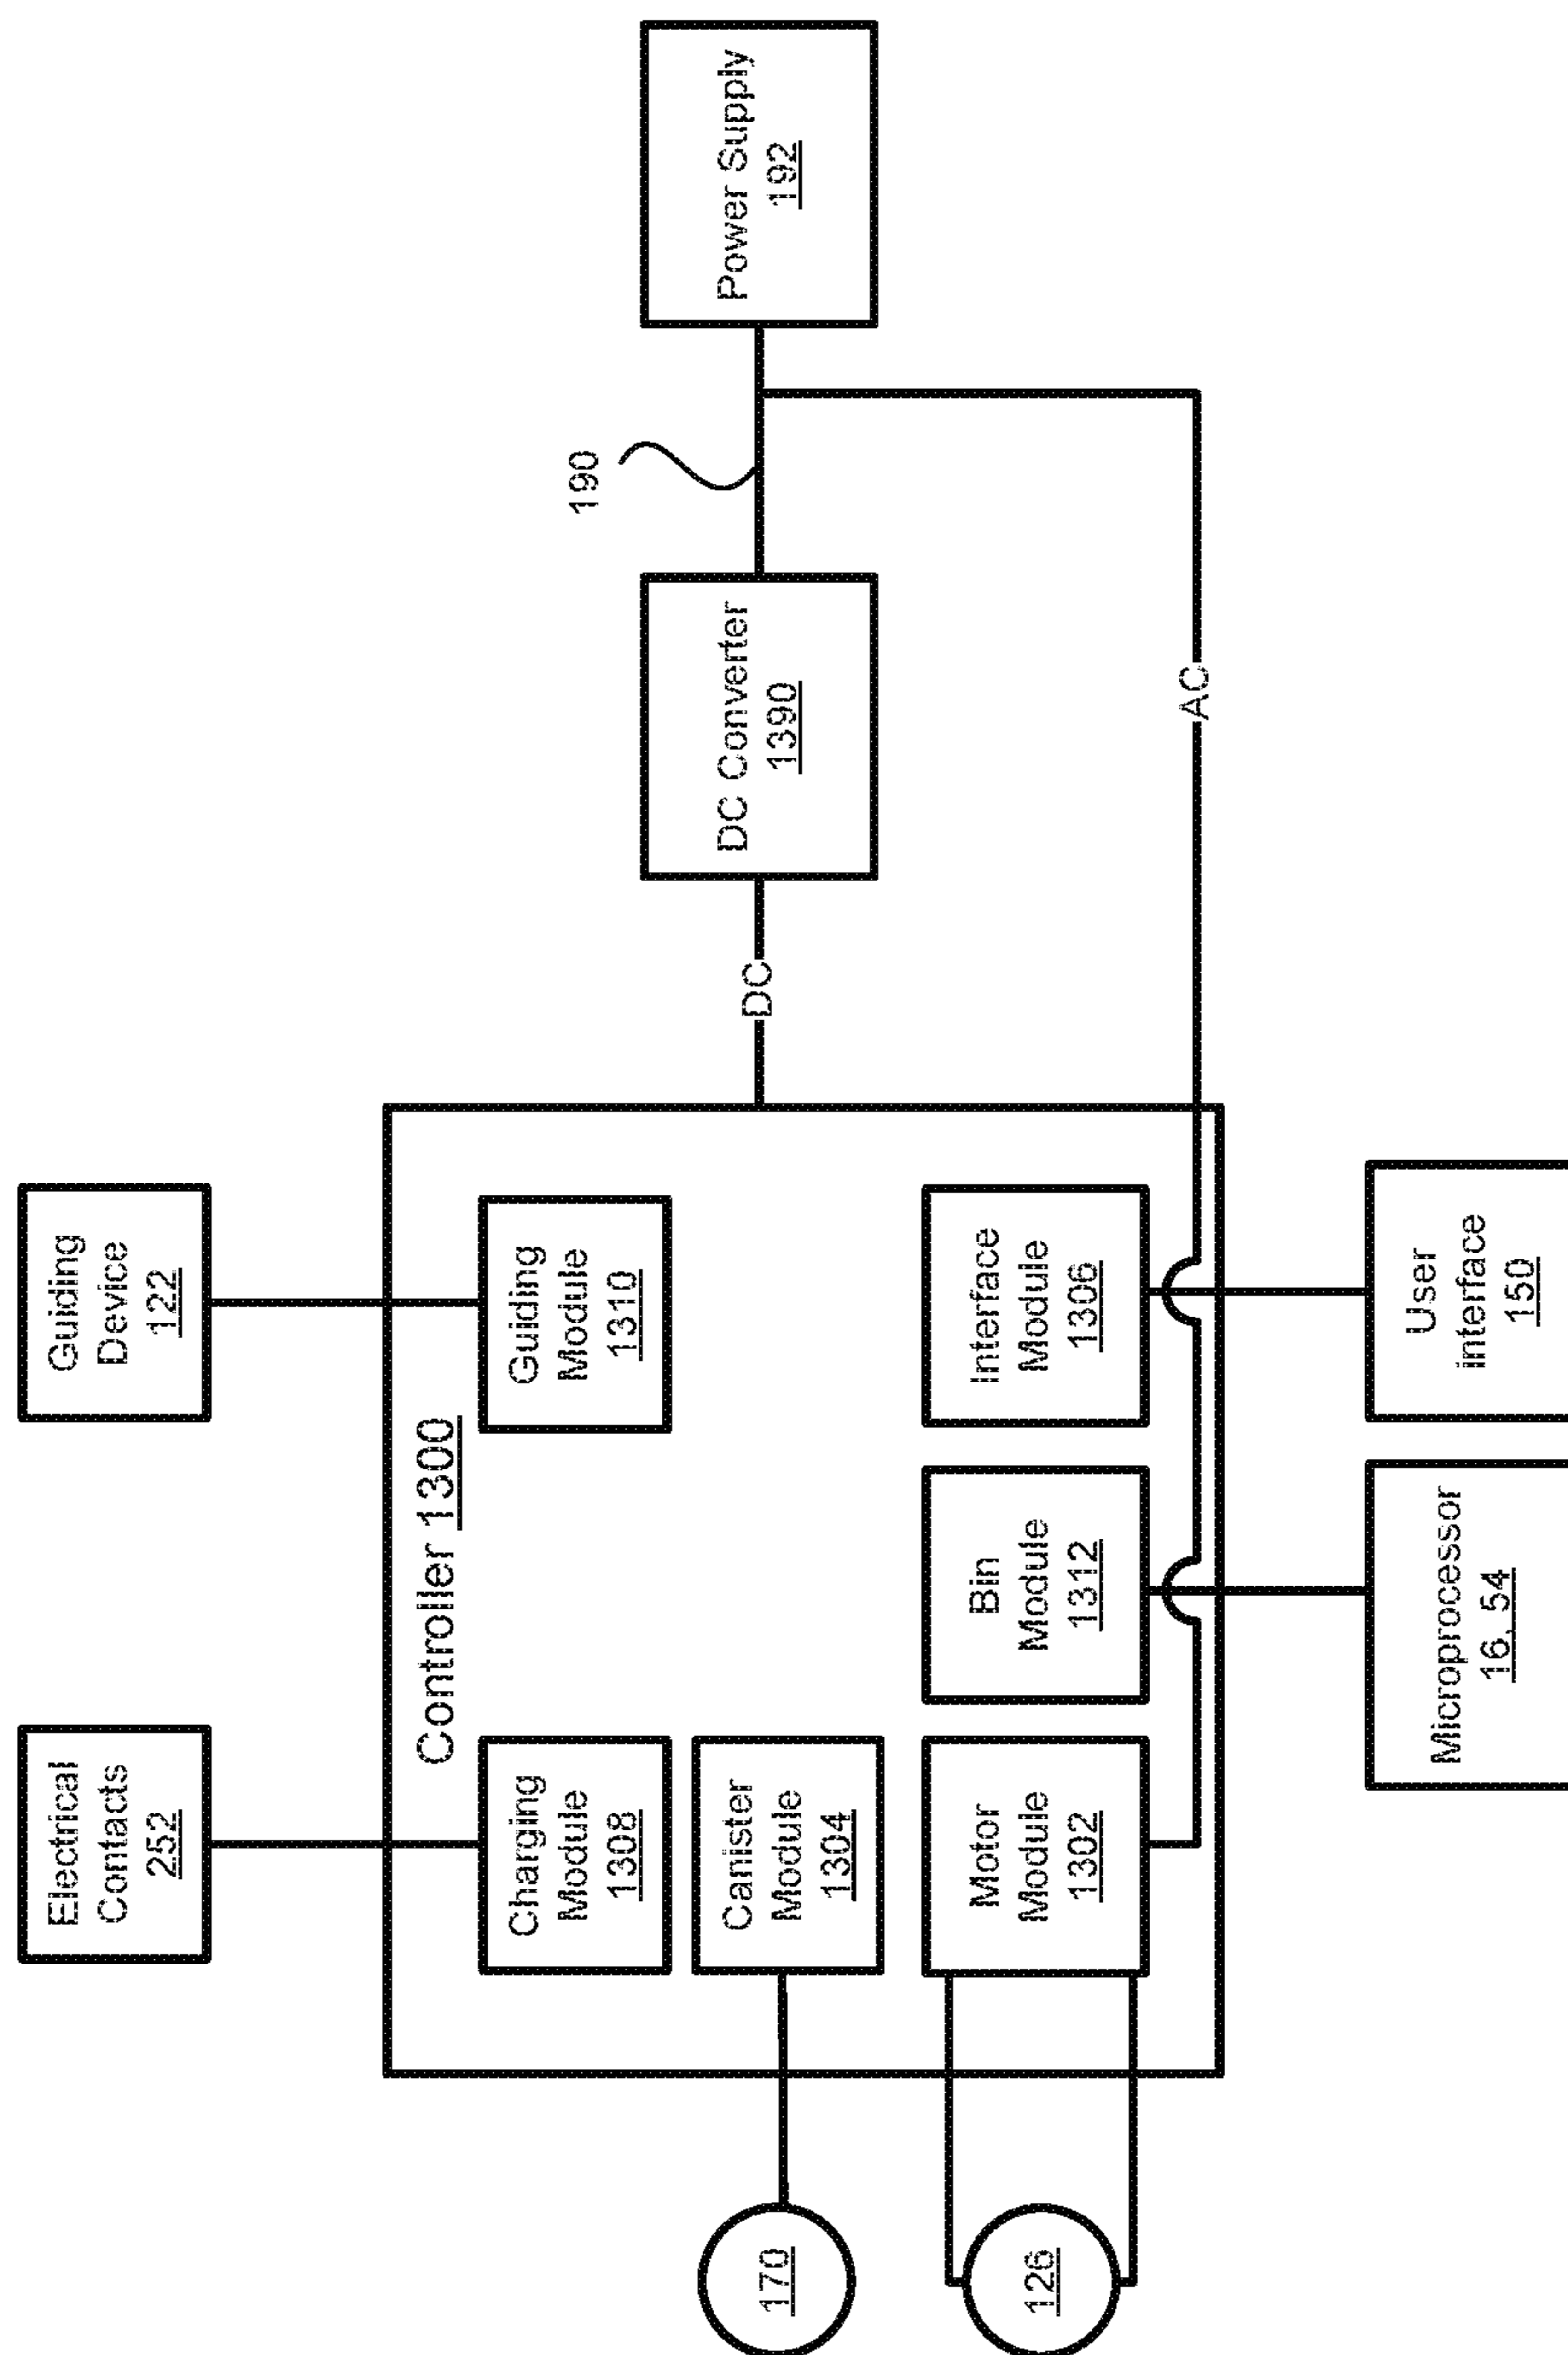 Electrical
Contacts
252
Guiding
Device
122
Controller 1300
Charging
Module
1308
Guiding
Module
1310
170
Canister
Module
1304
DC
DC Converter
1390
190
Power Supply
192
126
Motor
Module
1302
Bin
Module
1312
Interface
Module
1306
AC
Microprocessor
16, 54
User
interface
150